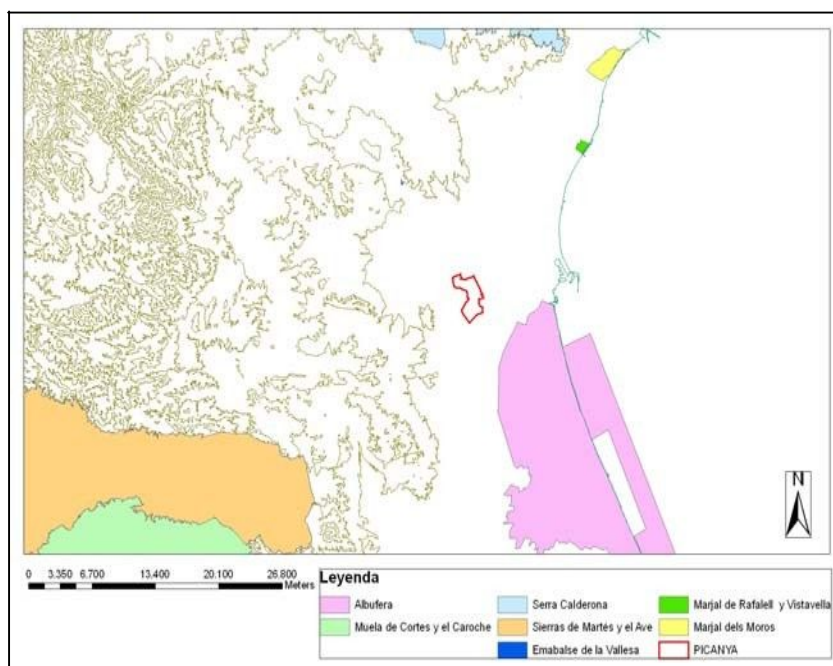 N
0 3.350 6.700 13.400 20.100 26.800
Meters
Leyenda
Albufera
Serra Calderona
Marjal de Rafalell y Vistavella
Muela de Cortes y el Caroche
Sierras de Martés y el Ave
Marjal dels Moros
Emabalse de la Vallesa
PICANYA